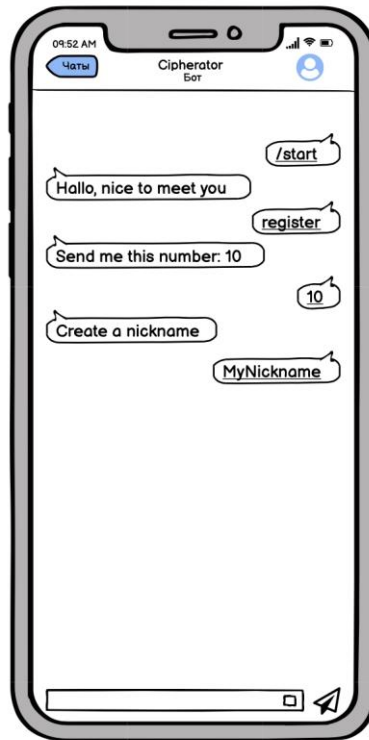 09:52 AM
Чаты
Cipherator
Бот
/start
Hallo, nice to meet you
register
Send me this number: 10
10
Create a nickname
MyNickname